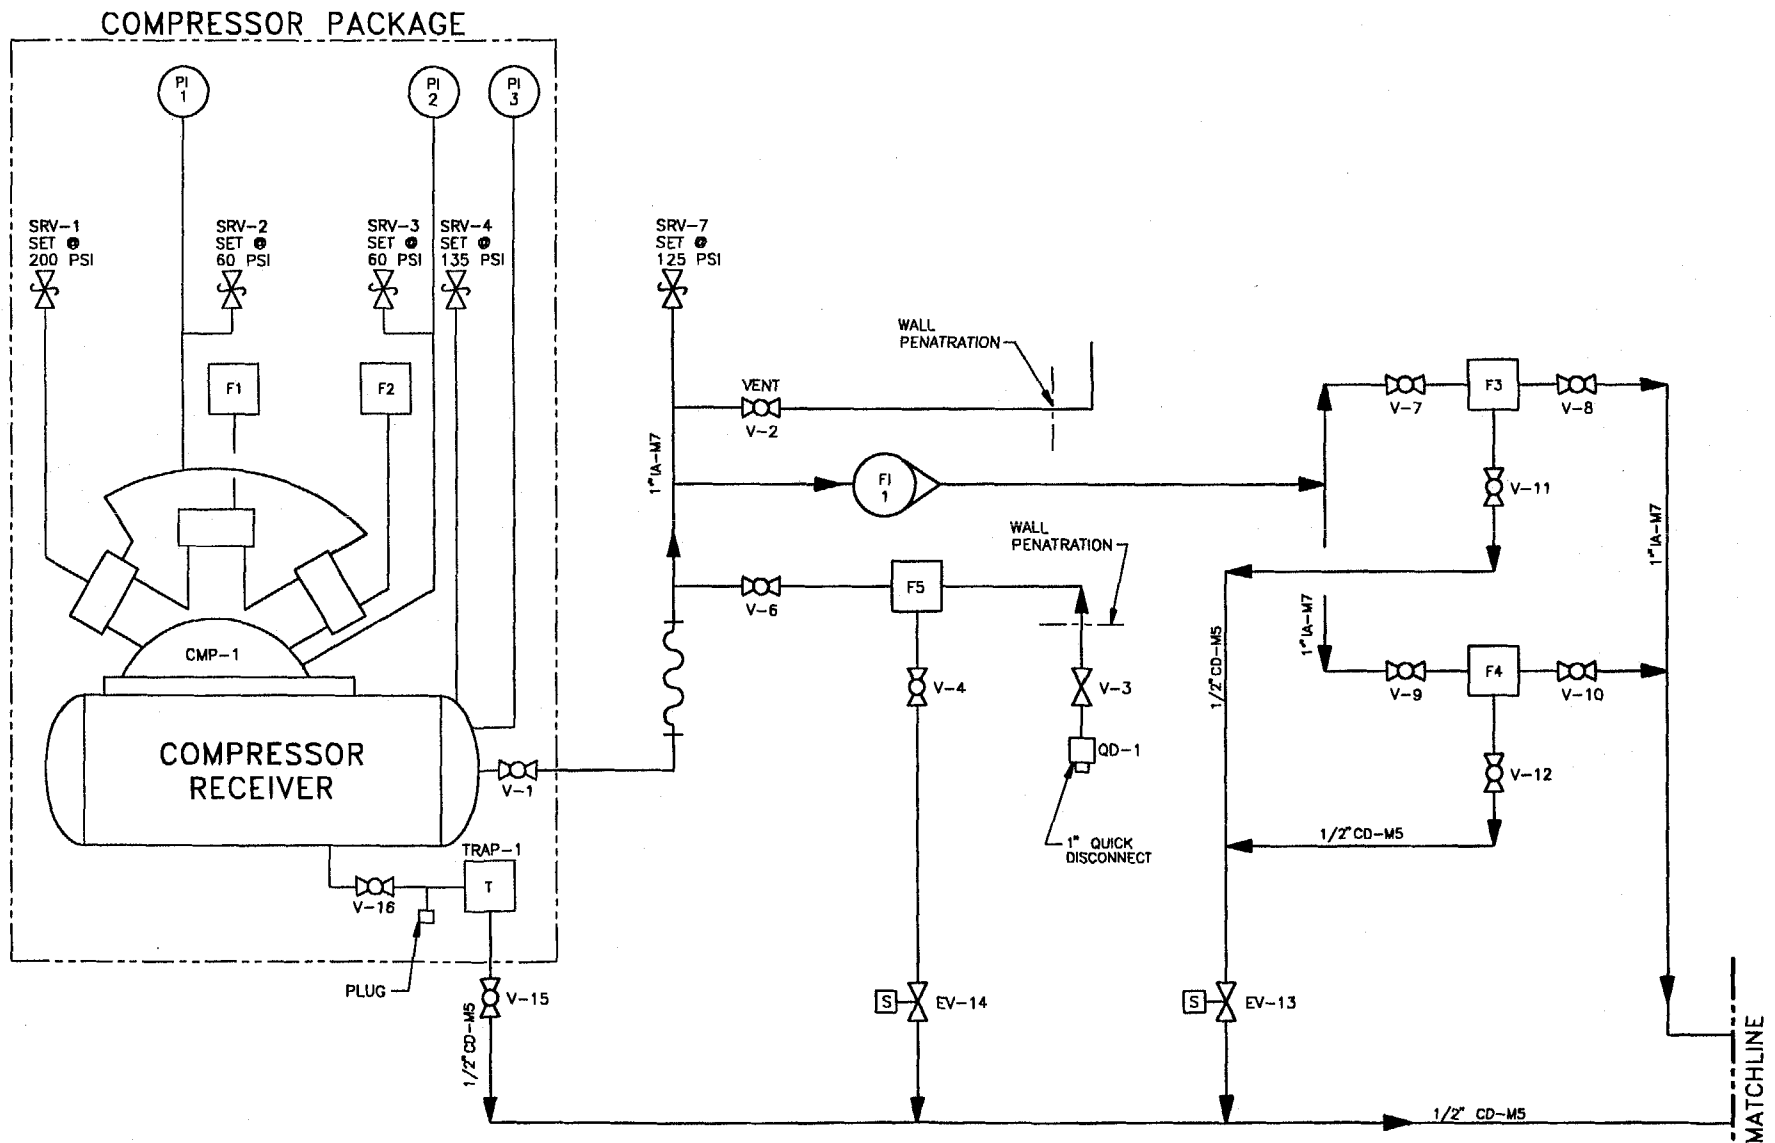 COMPRESSOR PACKAGE
PI
1
PI
2
PI
3
SRV-1
SET @
200 PSI
SRV-2
SET @
60 PSI
SRV-3
SET @
60 PSI
SRV-4
SET @
135 PSI
SRV-7
SET @
125 PSI
WALL
PENATRATION
F1
F2
VENT
V-2
F3
V-7
V-8
1" IA-M7
FI
1
V-11
WALL
PENATRATION
1" IA-M7
F5
V-6
1" IA-M7
CMP-1
1/2" CD-M5
V-4
V-3
F4
V-9
V-10
COMPRESSOR
RECEIVER
QD-1
V-1
V-12
1/2" CD-M5
1" QUICK
DISCONNECT
TRAP-1
T
V-16
PLUG
V-15
S
EV-14
S
EV-13
1/2" CD-M5
1/2" CD-M5
MATCHLINE